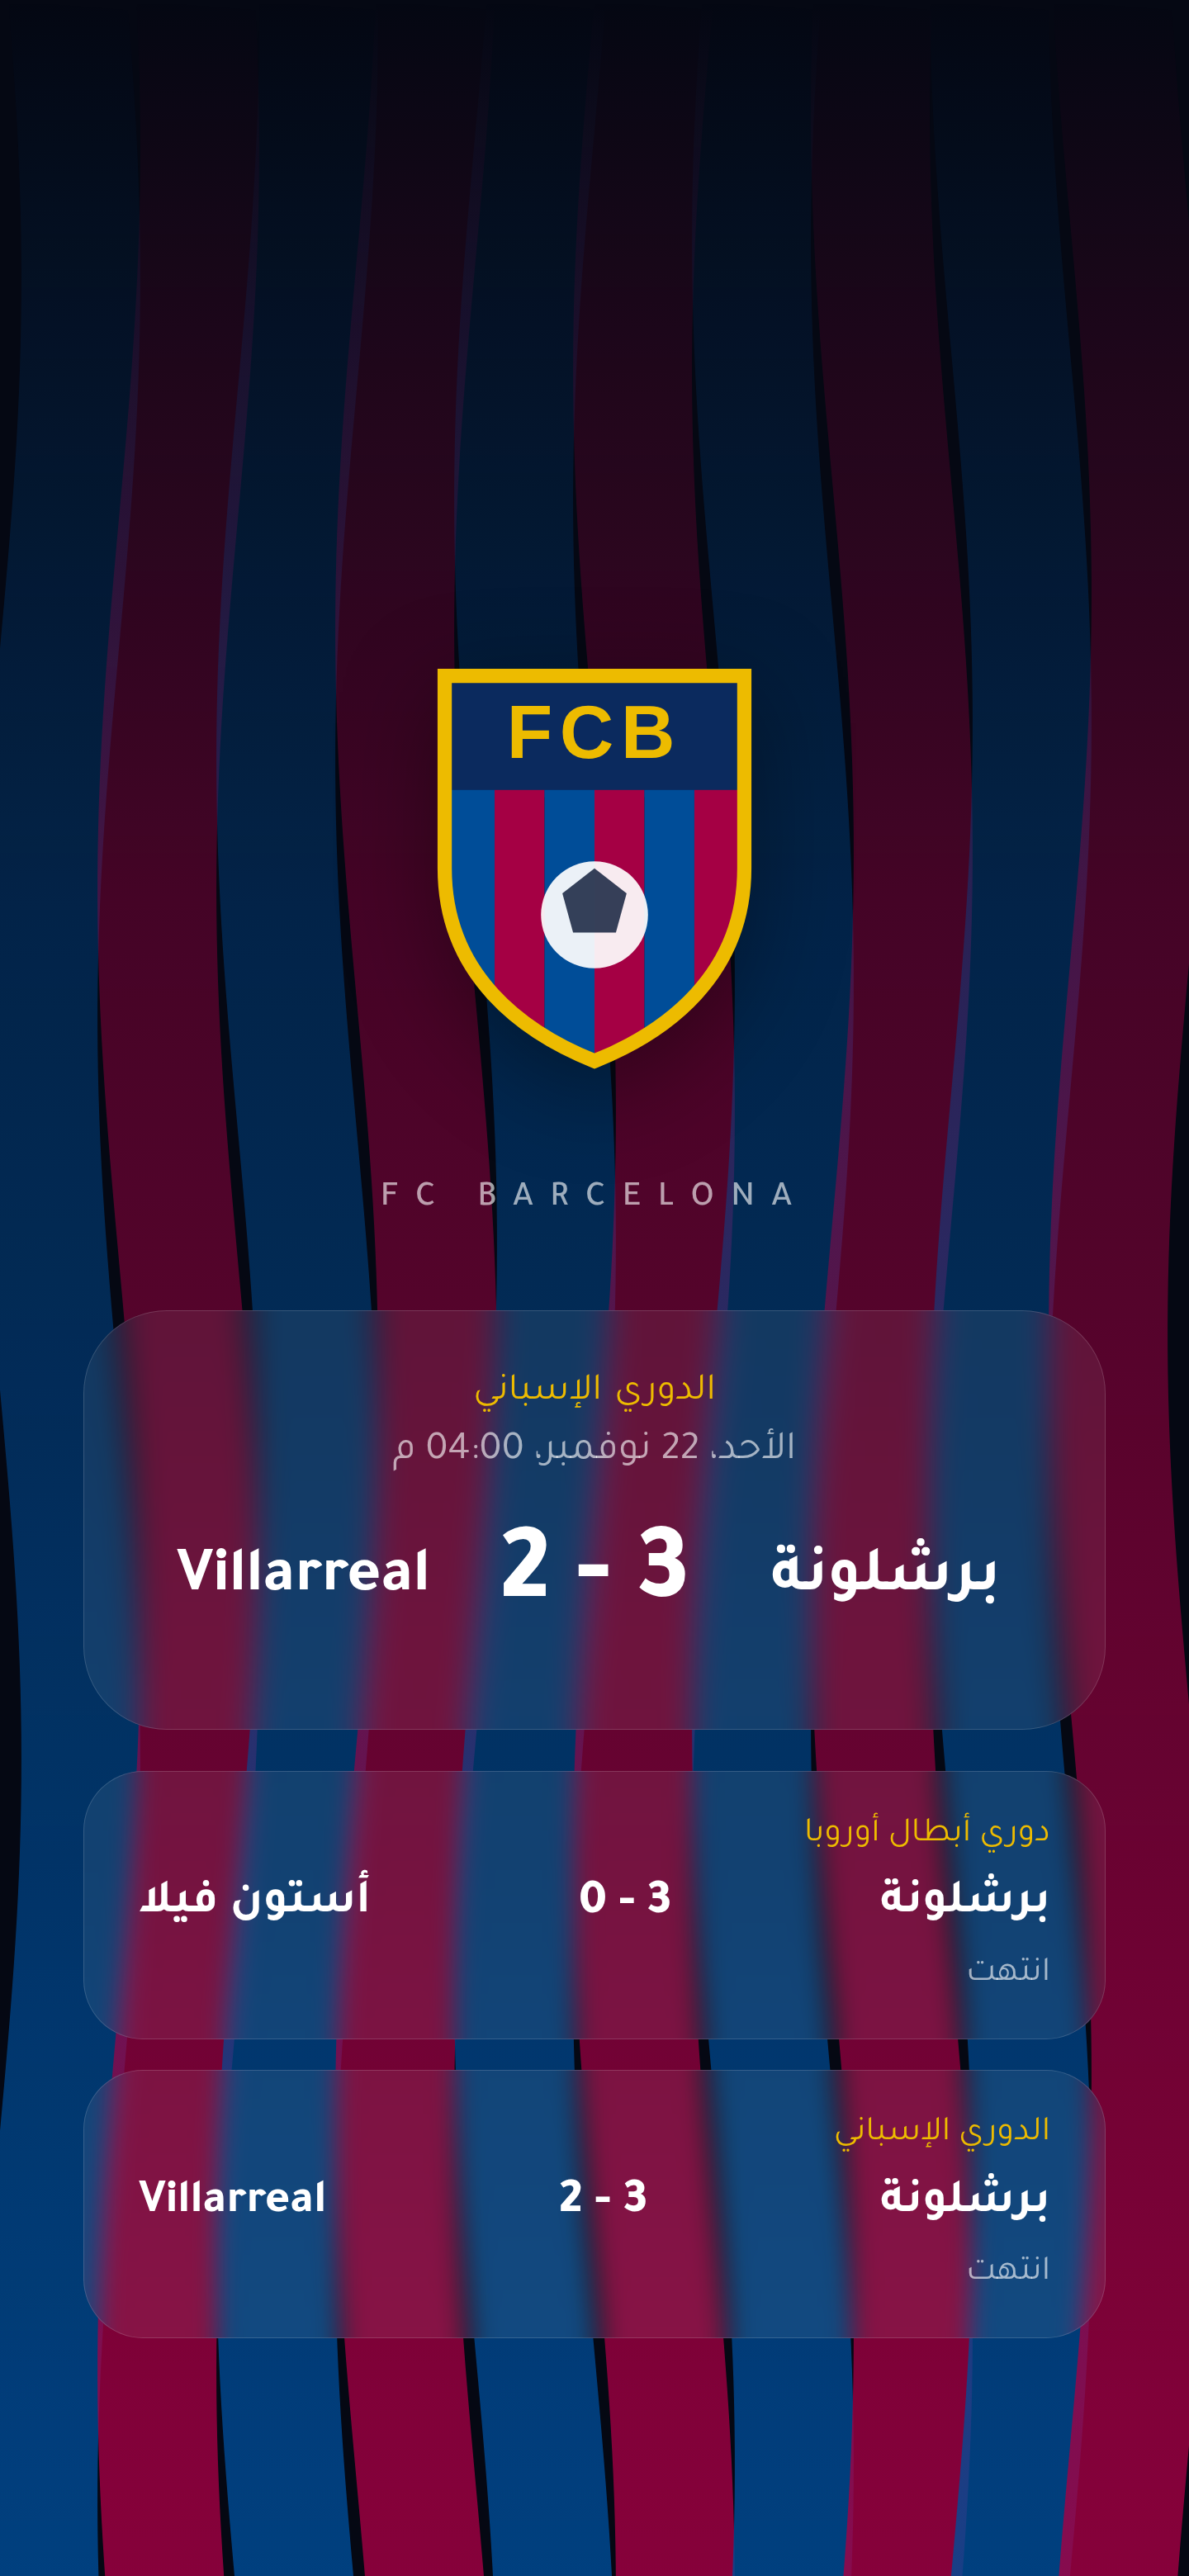 FCB
FC BARCELONA
الدوري الإسباني
الأحد، 22 نوفمبر، 04:00 م
برشلونة 3 - 2 Villarreal
دوري أبطال أوروبا
برشلونة 3 - 0 أستون فيلا
انتهت
الدوري الإسباني
برشلونة 3 - 2 Villarreal
انتهت